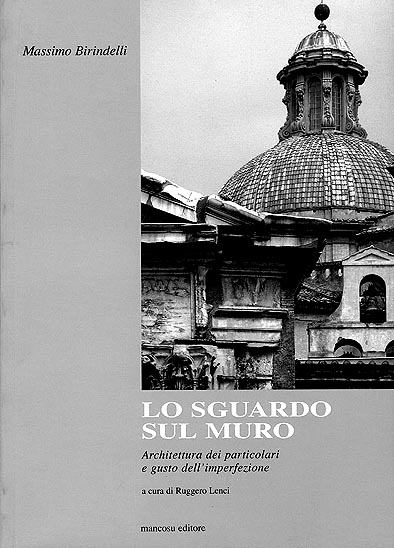 Massimo Birindelli
LO SGUARDO
SUL MURO
Architettura dei particolari
e gusto dell'imperfezione
a cura di Ruggero Lenci
mancosu editore